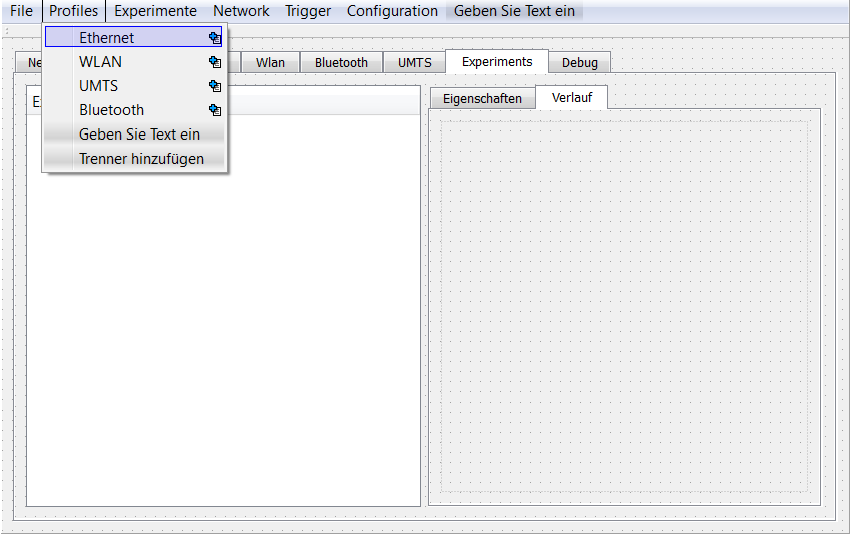 File Profiles Experimente Network Trigger Configuration Geben Sie Text ein
Ethernet
WLAN
UMTS
Bluetooth
Geben Sie Text ein
Trenner hinzufügen
Wlan Bluetooth UMTS Experiments Debug
Eigenschaften Verlauf